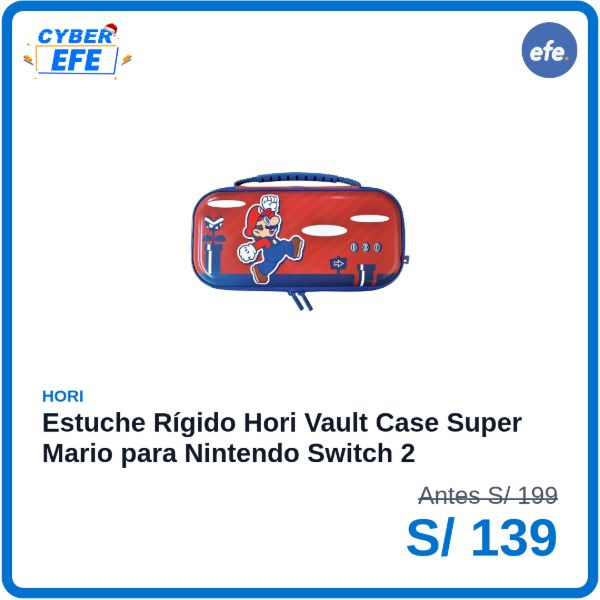 CYBER
EFE
efe.
HORI
Estuche Rígido Hori Vault Case Super
Mario para Nintendo Switch 2
Antes S/ 199
S/ 139